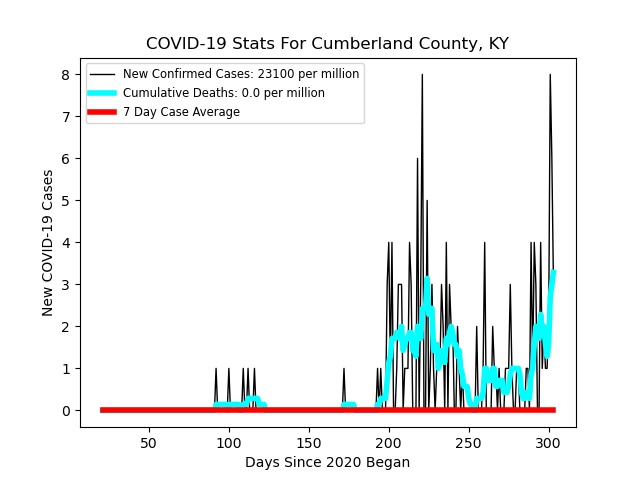 COVID-19 Stats For Cumberland County, KY
New Confirmed Cases: 23100 per million
Cumulative Deaths: 0.0 per million
7 Day Case Average
New COVID-19 Cases
8
7
6
5
4
3
2
1
0
50 100 150 200 250 300
Days Since 2020 Began